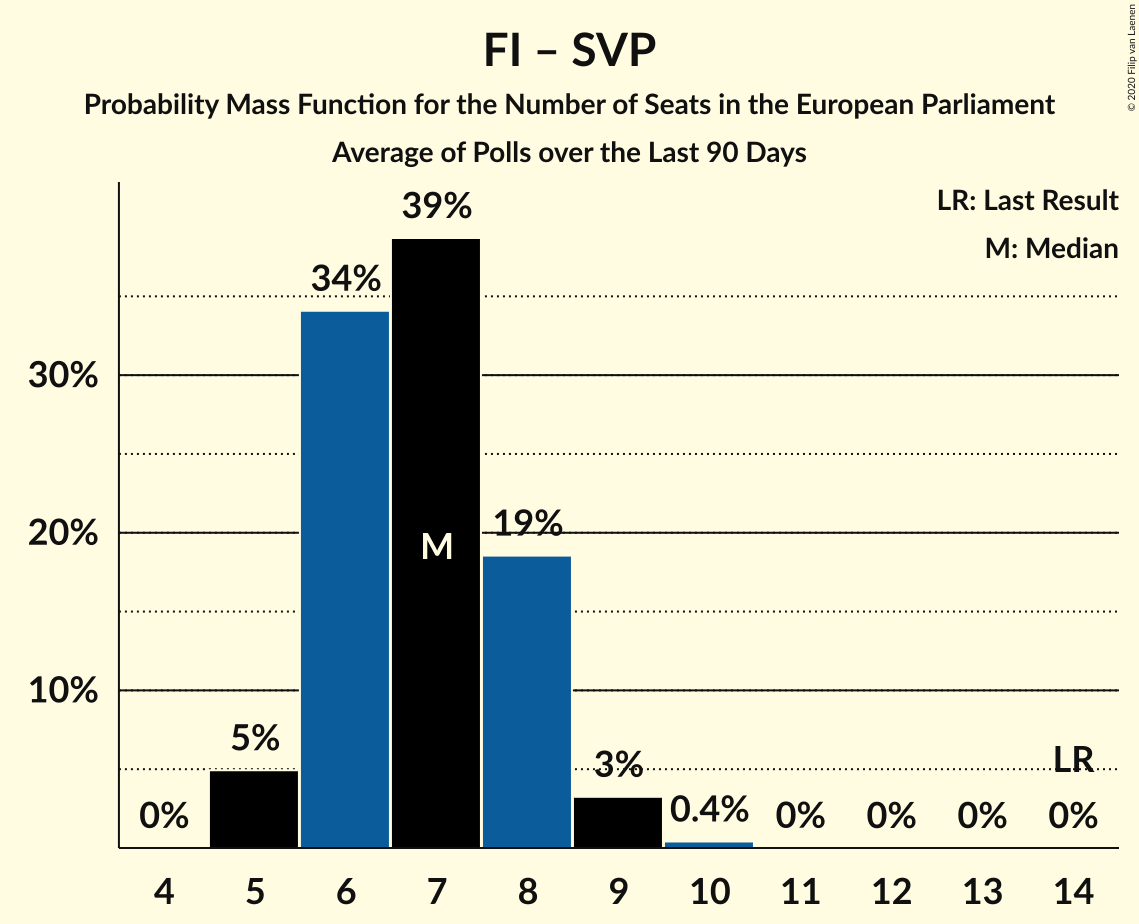 FI – SVP
Probability Mass Function for the Number of Seats in the European Parliament
Average of Polls over the Last 90 Days
© 2020 Filip van Laenen
LR: Last Result
M: Median
39%
34%
30%
20%
19%
M
10%
5%
3%
LR
0%
0.4%
0%
0%
0%
0%
4 5 6 7 8 9 10 11 12 13 14